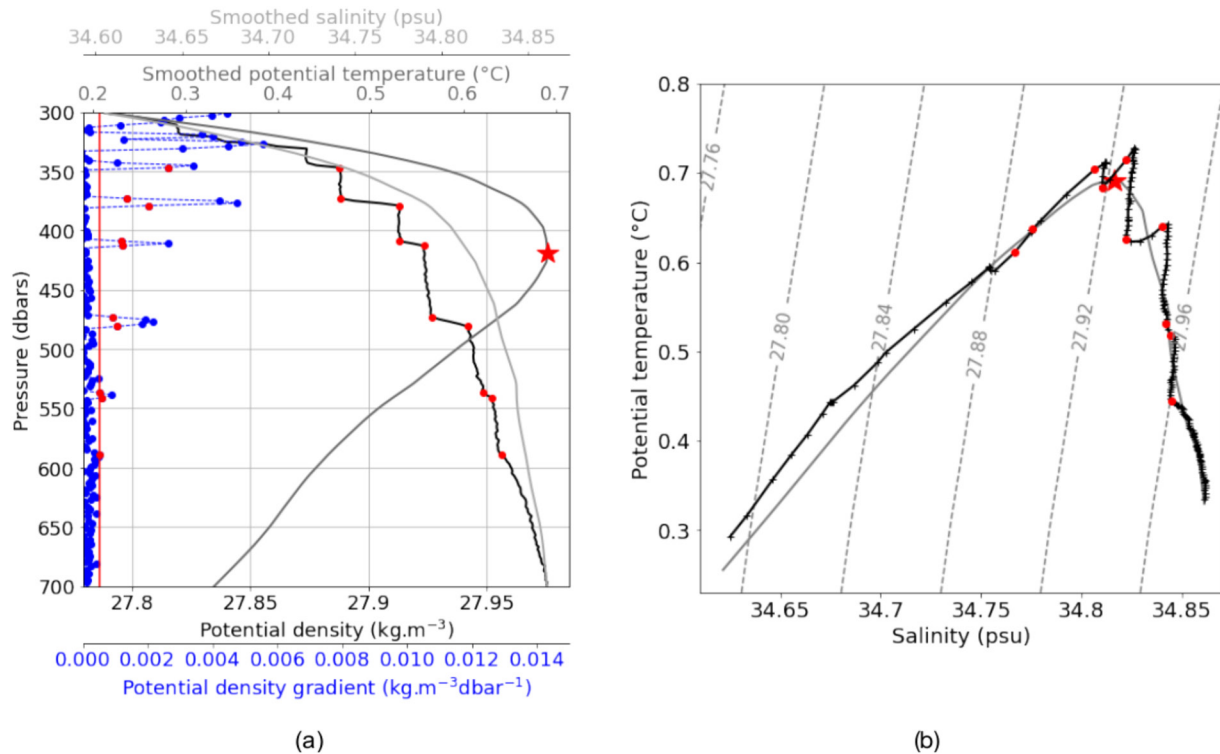 Smoothed salinity (psu)
34.60 34.65 34.70 34.75 34.80 34.85
Smoothed potential temperature (°C)
0.2 0.3 0.4 0.5 0.6 0.7
300
350
400
450
500
550
600
650
700
Pressure (dbars)
27.8 27.85 27.9 27.95
Potential density (kg.m⁻³)
0.000 0.002 0.004 0.006 0.008 0.010 0.012 0.014
Potential density gradient (kg.m⁻³dbar⁻¹)
(a)
0.8
0.7
0.6
0.5
0.4
0.3
Potential temperature (°C)
27.76
27.80
27.84
27.88
27.92
27.96
34.65 34.7 34.75 34.8 34.85
Salinity (psu)
(b)